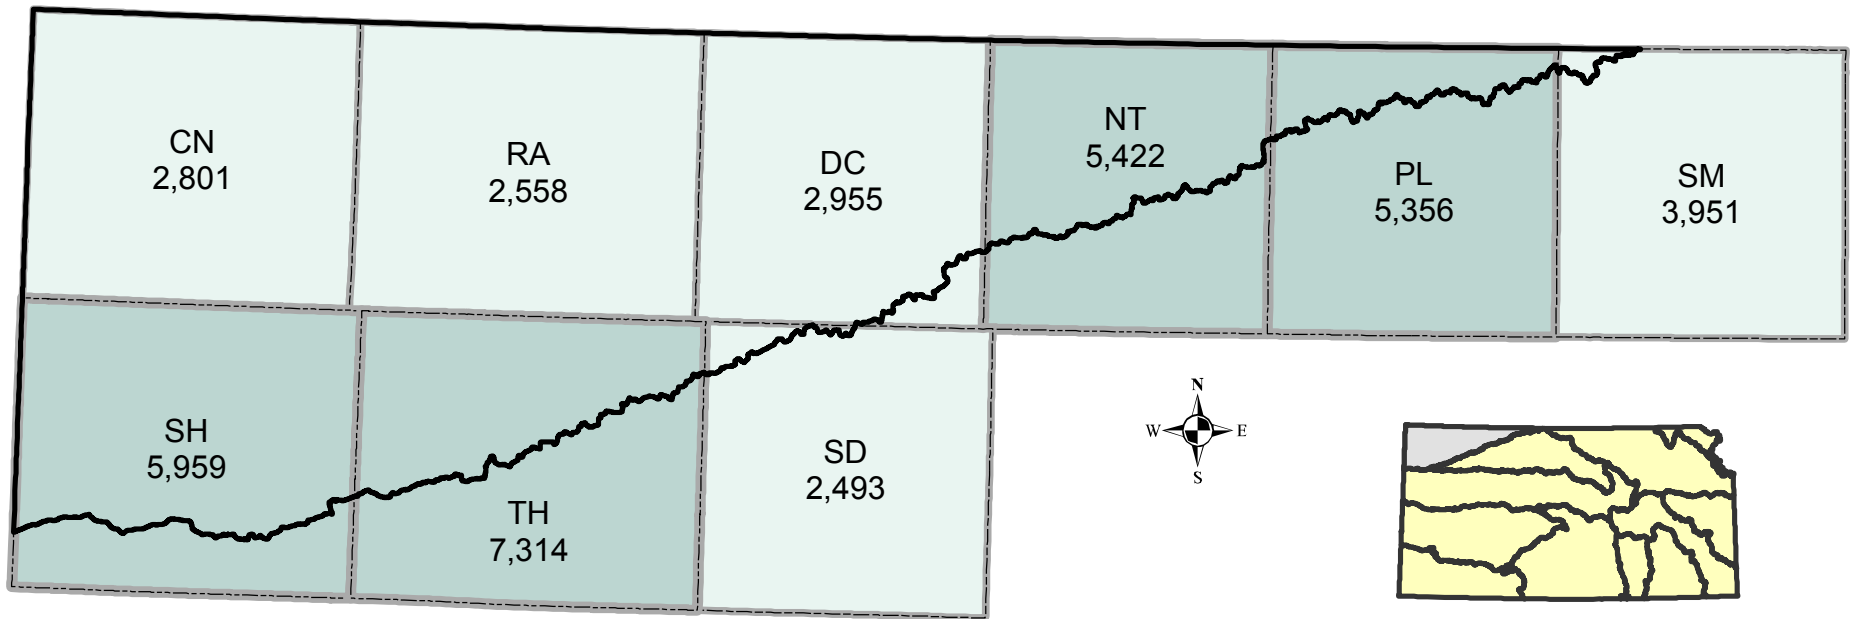 CN
2,801
RA
2,558
DC
2,955
NT
5,422
PL
5,356
SM
3,951
SH
5,959
TH
7,314
SD
2,493
N
W E
S